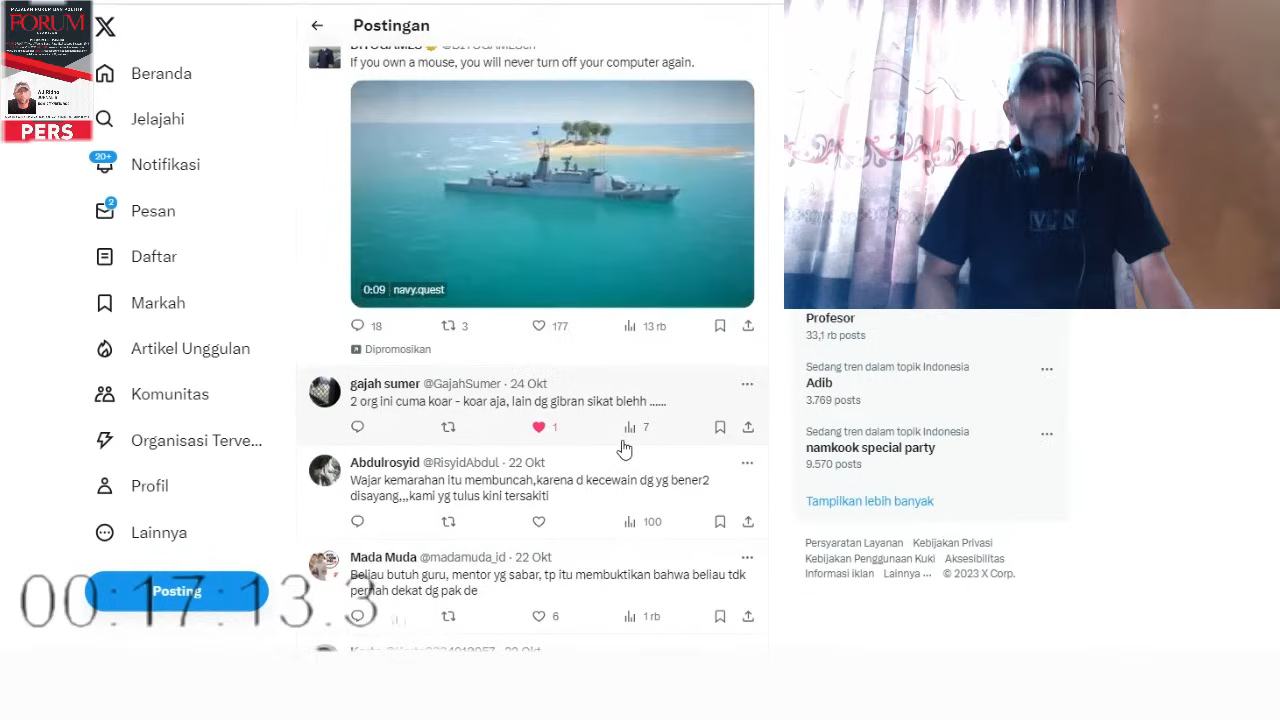 FORUM
PERS
Beranda
Jelajahi
20+
Notifikasi
2
Pesan
Daftar
Markah
Artikel Unggulan
Komunitas
Organisasi Terve...
Profil
Lainnya
Posting
00:17:13.3
Postingan
If you own a mouse, you will never turn off your computer again.
0:09 navy.quest
18 3 177 13 rb
Dipromosikan
gajah sumer @GajahSumer · 24 Okt
2 org ini cuma koar - koar aja, lain dg gibran sikat blehh ......
1 7
Abdulrosyid @RisyidAbdul · 22 Okt
Wajar kemarahan itu membuncah,karena d kecewain dg yg bener2
disayang,,,kami yg tulus kini tersakiti
100
Mada Muda @madamuda_id · 22 Okt
Beliau butuh guru, mentor yg sabar, tp itu membuktikan bahwa beliau tdk
pernah dekat dg pak de
6 1 rb
Profesor
33,1 rb posts
Sedang tren dalam topik Indonesia
Adib
3.769 posts
Sedang tren dalam topik Indonesia
namkook special party
9.570 posts
Tampilkan lebih banyak
Persyaratan Layanan Kebijakan Privasi
Kebijakan Penggunaan Kuki Aksesibilitas
Informasi iklan Lainnya ··· © 2023 X Corp.